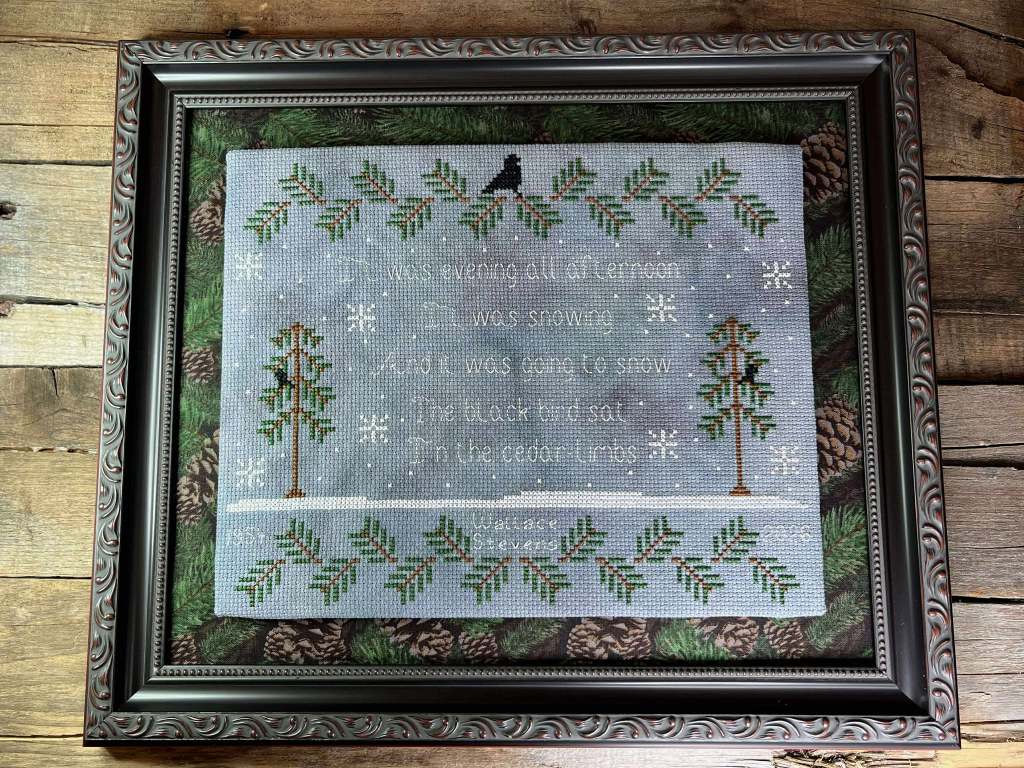 It was evening all afternoon
It was snowing
And it was going to snow
The black bird sat
In the cedar limbs
Wallace
Stevens
2026